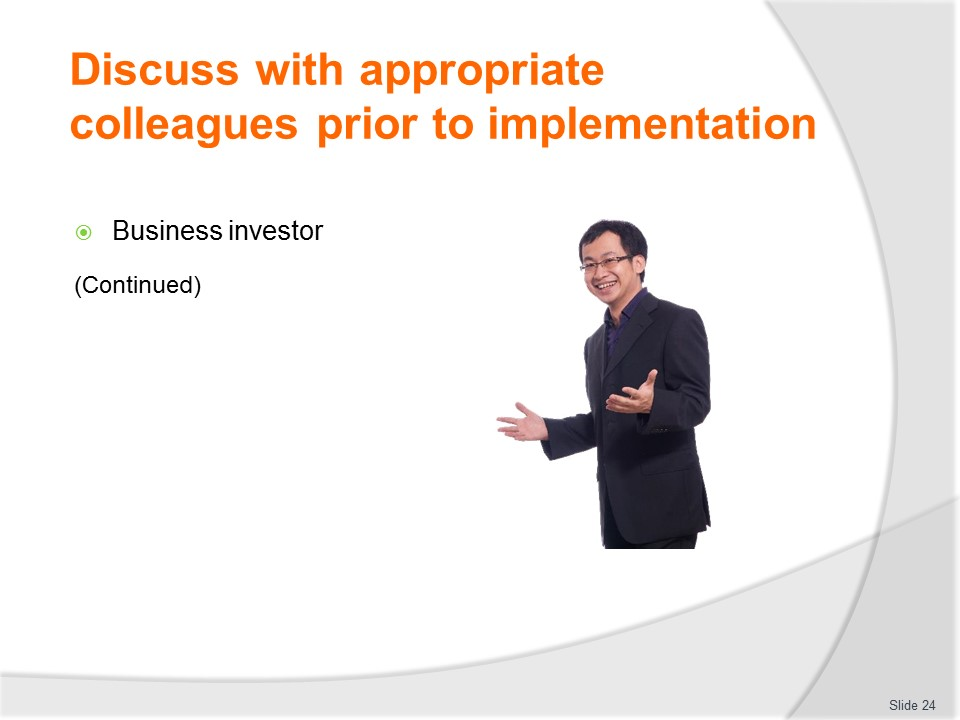 Discuss with appropriate
colleagues prior to implementation
Business investor
(Continued)
Slide 24